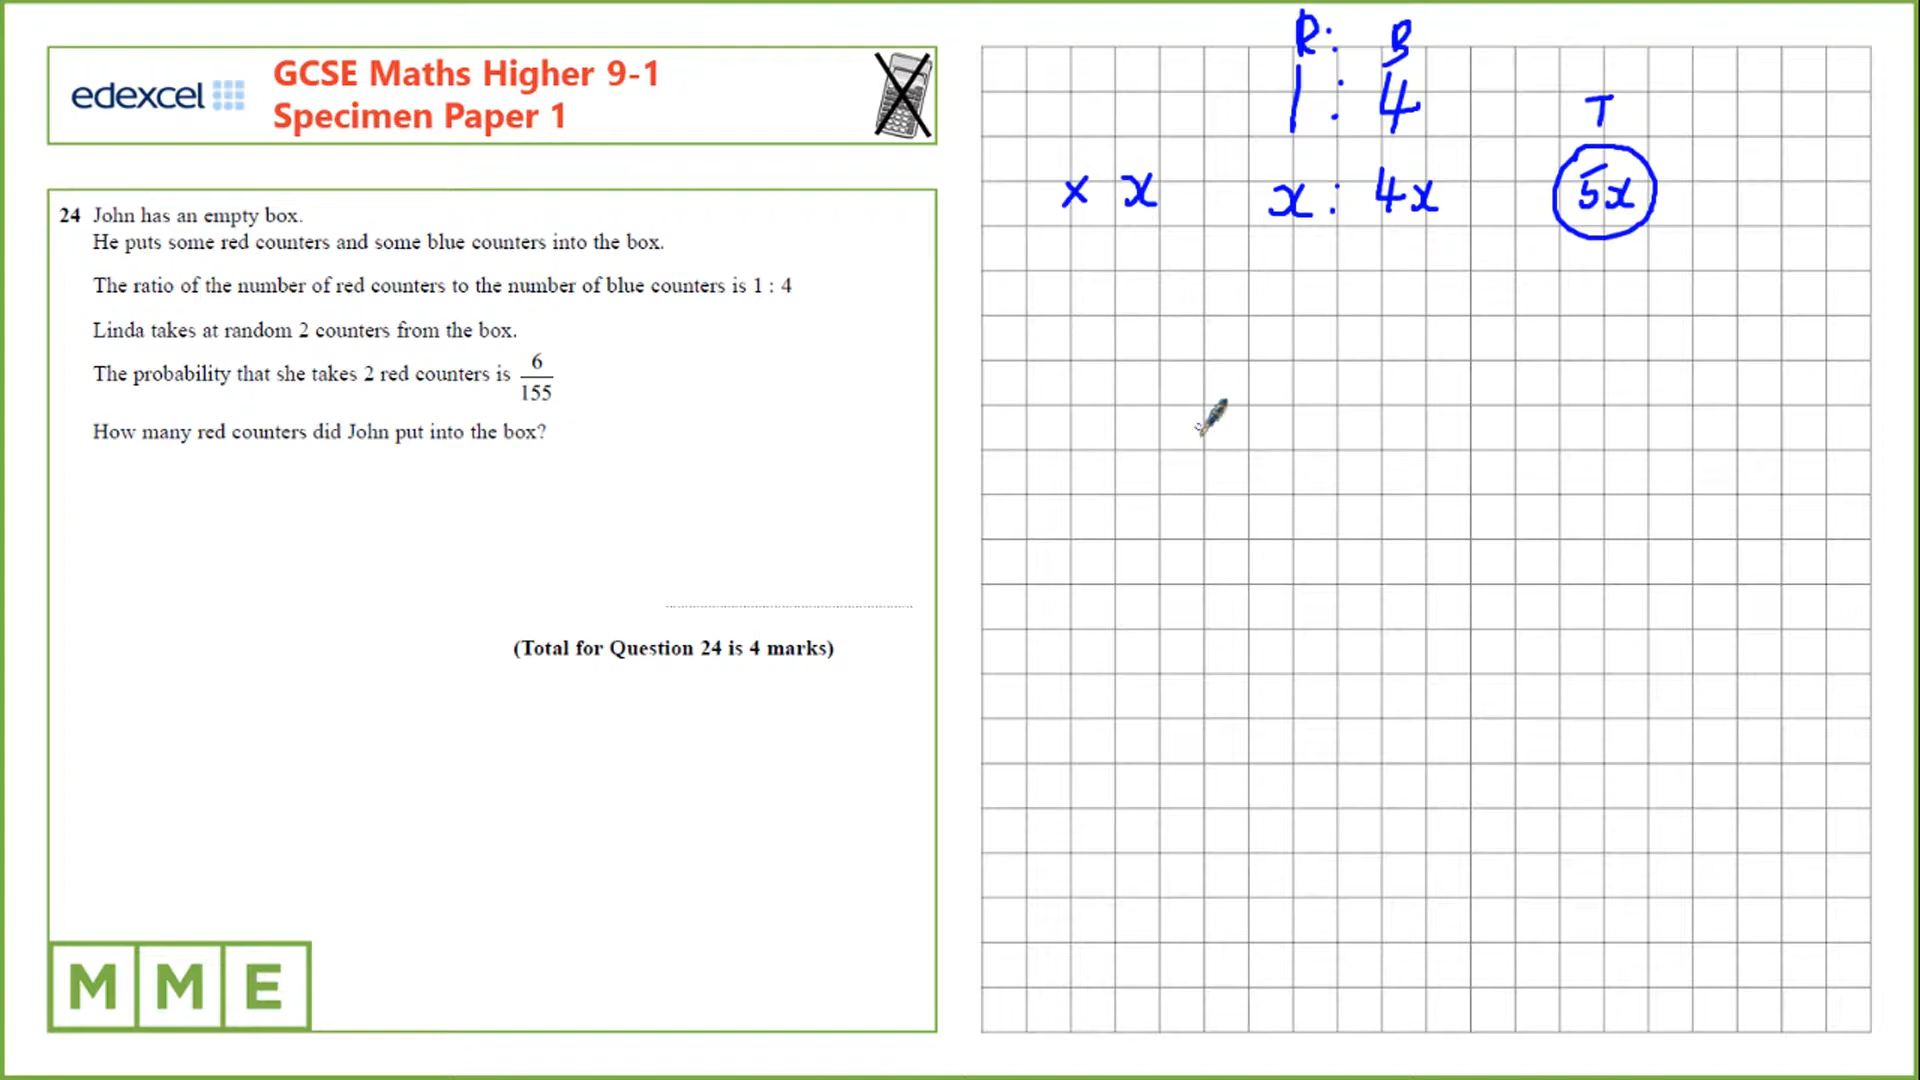 edexcel
GCSE Maths Higher 9-1
Specimen Paper 1
24 John has an empty box.
He puts some red counters and some blue counters into the box.
The ratio of the number of red counters to the number of blue counters is 1 : 4
Linda takes at random 2 counters from the box.
The probability that she takes 2 red counters is 6/155
How many red counters did John put into the box?
(Total for Question 24 is 4 marks)
MME
R: B
1 : 4
T
× x x : 4x 5x